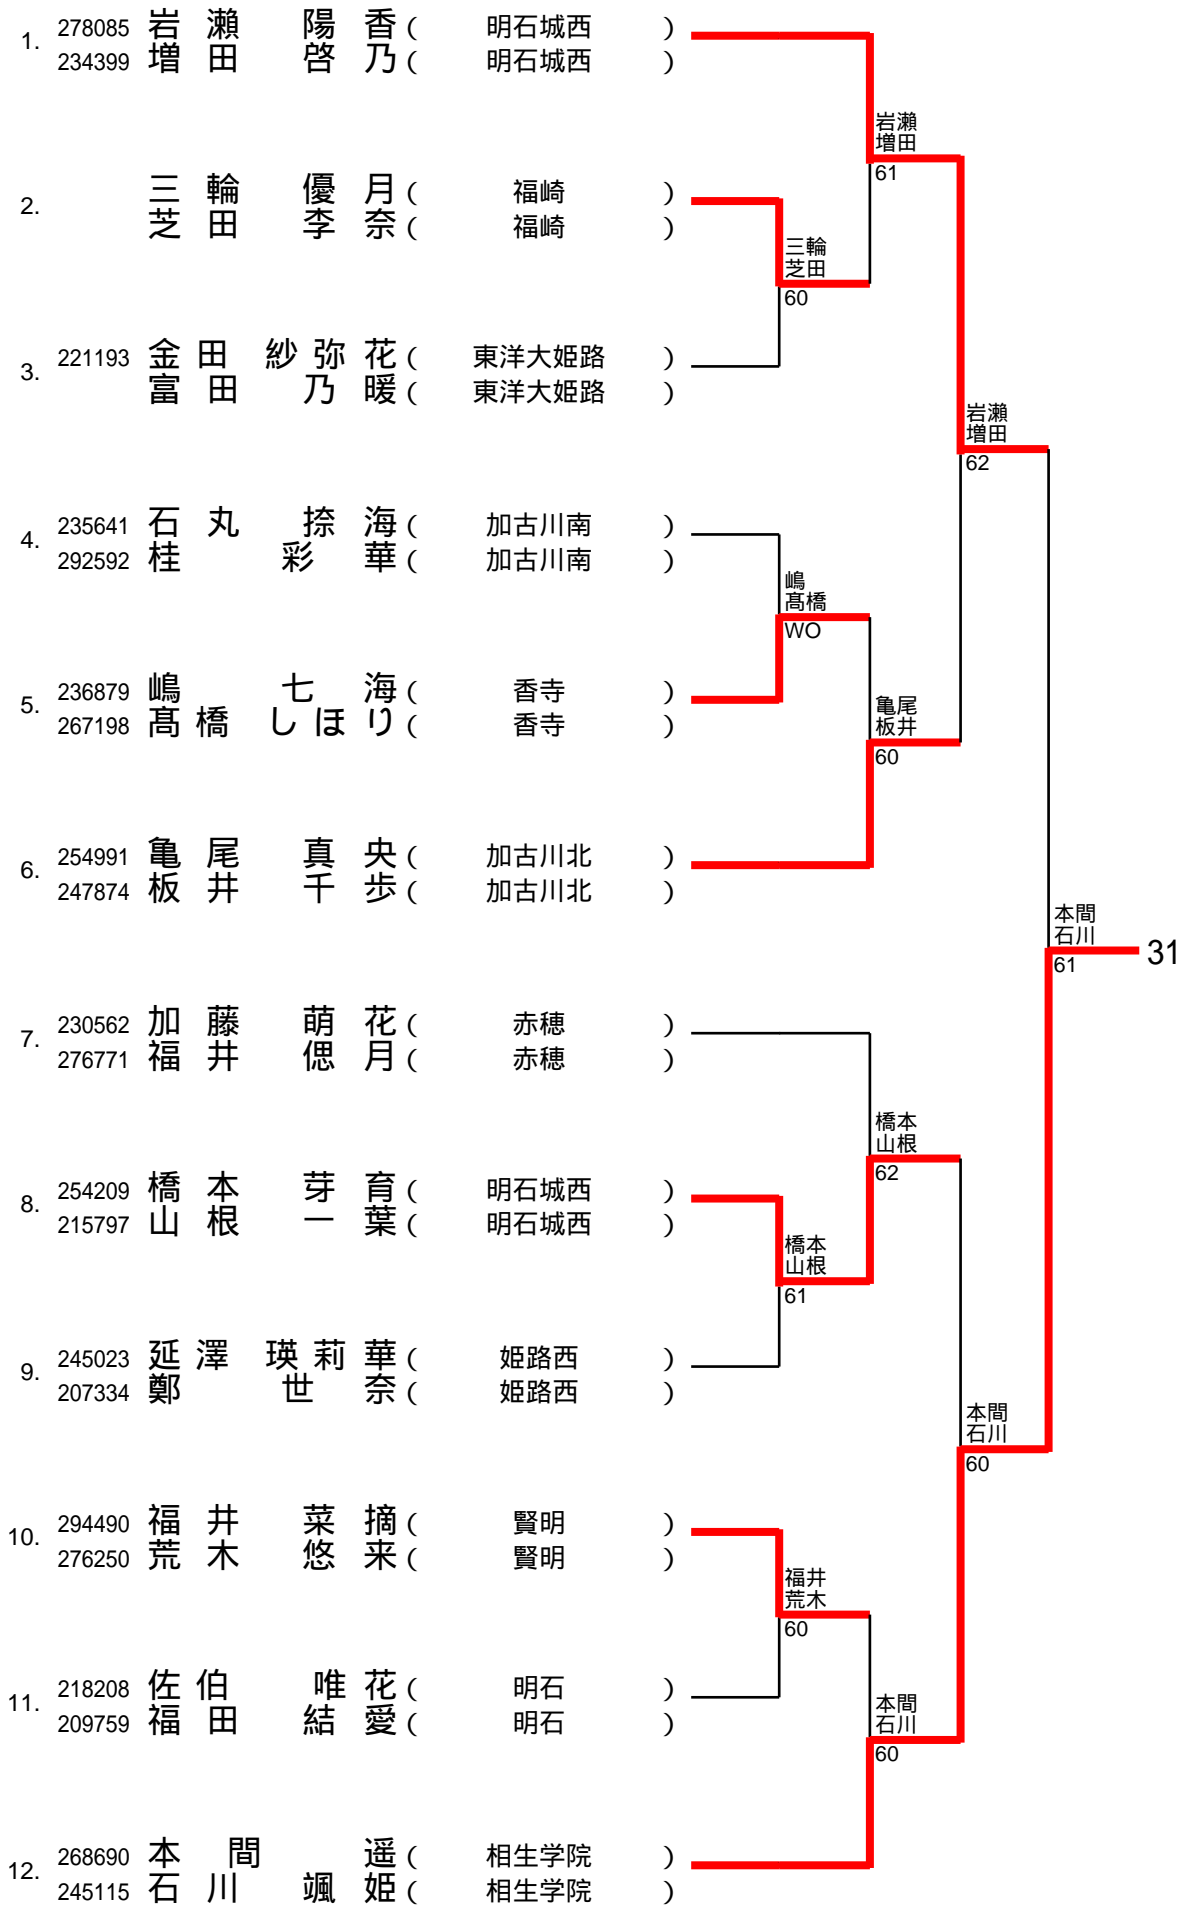 1. 278085 岩瀬 陽香 ( 明石城西 )
234399 増田 啓乃 ( 明石城西 )
岩瀬
増田
61
2. 三輪 優月 ( 福崎 )
芝田 李奈 ( 福崎 )
三輪
芝田
60
3. 221193 金田 紗弥花 ( 東洋大姫路 )
富田 乃暖 ( 東洋大姫路 )
岩瀬
増田
62
4. 235641 石丸 捺海 ( 加古川南 )
292592 桂 彩華 ( 加古川南 )
嶋
髙橋
WO
5. 236879 嶋 七海 ( 香寺 )
267198 髙橋 しほり ( 香寺 )
亀尾
板井
60
6. 254991 亀尾 真央 ( 加古川北 )
247874 板井 千歩 ( 加古川北 )
本間
石川
61
31
7. 230562 加藤 萌花 ( 赤穂 )
276771 福井 偲月 ( 赤穂 )
橋本
山根
62
8. 254209 橋本 芽育 ( 明石城西 )
215797 山根 一葉 ( 明石城西 )
橋本
山根
61
9. 245023 延澤 瑛莉華 ( 姫路西 )
207334 鄭 世奈 ( 姫路西 )
本間
石川
60
10. 294490 福井 菜摘 ( 賢明 )
276250 荒木 悠来 ( 賢明 )
福井
荒木
60
11. 218208 佐伯 唯花 ( 明石 )
209759 福田 結愛 ( 明石 )
本間
石川
60
12. 268690 本間 遥 ( 相生学院 )
245115 石川 颯姫 ( 相生学院 )